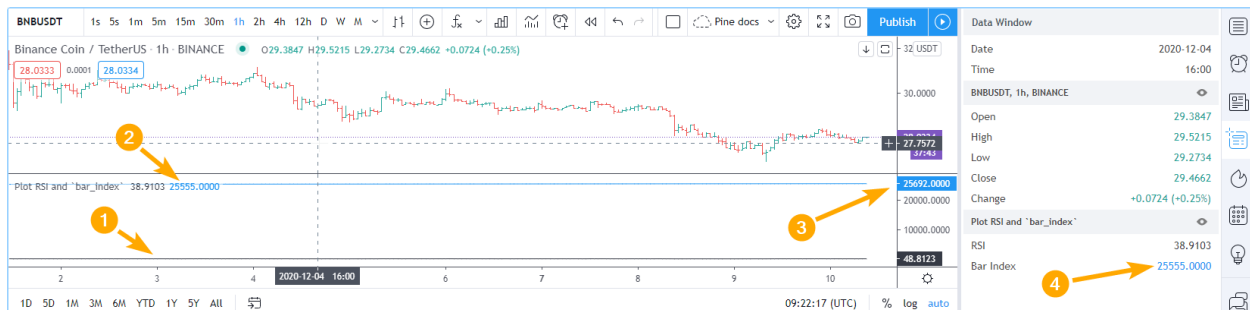 BNBUSDT 1s 5s 1m 5m 15m 30m 1h 2h 4h 12h D W M Pine docs Publish
Binance Coin / TetherUS · 1h · BINANCE O29.3847 H29.5215 L29.2734 C29.4662 +0.0724 (+0.25%)
32 USDT
28.0333 0.0001 28.0334
30.0000
27.7572
37:43
2
Plot RSI and `bar_index` 38.9103 25555.0000
25692.0000
20000.0000
1
3
10000.0000
48.8123
2 3 4 2020-12-04 16:00 6 7 8 9 10
1D 5D 1M 3M 6M YTD 1Y 5Y All 09:22:17 (UTC) % log auto
Data Window
Date 2020-12-04
Time 16:00
BNBUSDT, 1h, BINANCE
Open 29.3847
High 29.5215
Low 29.2734
Close 29.4662
Change +0.0724 (+0.25%)
Plot RSI and `bar_index`
RSI 38.9103
Bar Index 25555.0000
4